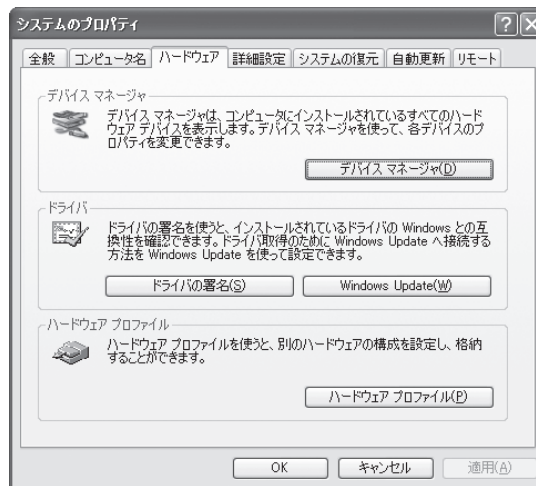 システムのプロパティ
全般 コンピュータ名 ハードウェア 詳細設定 システムの復元 自動更新 リモート
デバイス マネージャ
デバイス マネージャは、コンピュータにインストールされているすべてのハード
ウェア デバイスを表示します。デバイス マネージャを使って、各デバイスのプ
ロパティを変更できます。
デバイス マネージャ(D)
ドライバ
ドライバの署名を使うと、インストールされているドライバの Windows との互
換性を確認できます。ドライバ取得のために Windows Update へ接続する
方法を Windows Update を使って設定できます。
ドライバの署名(S) Windows Update(W)
ハードウェア プロファイル
ハードウェア プロファイルを使うと、別のハードウェアの構成を設定し、格納
することができます。
ハードウェア プロファイル(P)
OK キャンセル 適用(A)